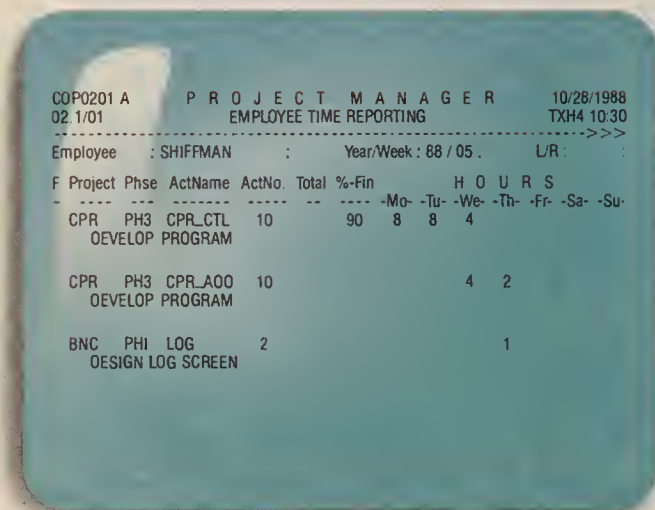 COP0201 A P R O J E C T M A N A G E R 10/28/1988
02.1/01 EMPLOYEE TIME REPORTING TXH4 10:30
------------------------------------------------>>>
Employee : SHIFFMAN : Year/Week : 88 / 05 . L/R : :
F Project Phse ActName ActNo. Total %-Fin H O U R S
- ---- ---- ---- ---- -- ---- -Mo- -Tu- -We- -Th- -Fr- -Sa- -Su-
CPR PH3 CPR_CTL 10 90 8 8 4
OEVELOP PROGRAM
CPR PH3 CPR_AOO 10 4 2
OEVELOP PROGRAM
BNC PHI LOG 2 1
OESIGN LOG SCREEN